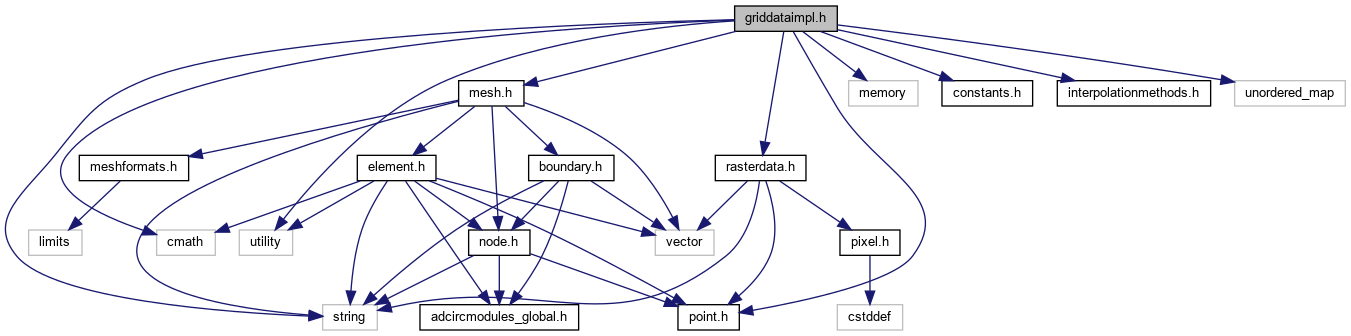 griddataimpl.h
mesh.h
memory
constants.h
interpolationmethods.h
unordered_map
meshformats.h
element.h
boundary.h
rasterdata.h
limits
cmath
utility
node.h
vector
pixel.h
string
adcircmodules_global.h
point.h
cstddef